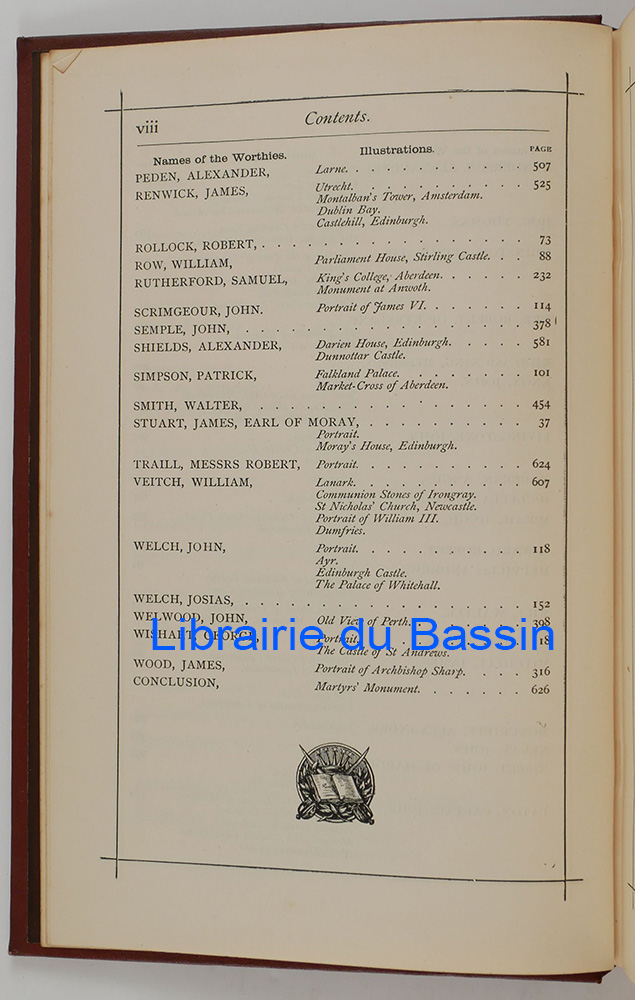 viii
Contents.
Names of the Worthies. Illustrations. PAGE
PEDEN, ALEXANDER, Larne. . . . . . . . . . . 507
RENWICK, JAMES, Utrecht. . . . . . . . . . . 525
Montalban's Tower, Amsterdam.
Dublin Bay.
Castlehill, Edinburgh.
ROLLOCK, ROBERT, . . . . . . . . . . . . . . . . . 73
ROW, WILLIAM, Parliament House, Stirling Castle. . . 88
RUTHERFORD, SAMUEL, King's College, Aberdeen. . . . . . 232
Monument at Anwoth.
SCRIMGEOUR, JOHN. Portrait of James VI. . . . . . . 114
SEMPLE, JOHN, . . . . . . . . . . . . . . . . . . 378
SHIELDS, ALEXANDER, Darien House, Edinburgh. . . . . 581
Dunnottar Castle.
SIMPSON, PATRICK, Falkland Palace. . . . . . . . 101
Market-Cross of Aberdeen.
SMITH, WALTER, . . . . . . . . . . . . . . . . . 454
STUART, JAMES, EARL OF MORAY, . . . . . . . . . . 37
Portrait.
Moray's House, Edinburgh.
TRAILL, MESSRS ROBERT, Portrait. . . . . . . . . . . 624
VEITCH, WILLIAM, Lanark. . . . . . . . . . . 607
Communion Stones of Irongray.
St Nicholas' Church, Newcastle.
Portrait of William III.
Dumfries.
WELCH, JOHN, Portrait. . . . . . . . . . . 118
Ayr.
Edinburgh Castle.
The Palace of Whitehall.
WELCH, JOSIAS, . . . . . . . . . . . . . . . . . . 152
WELWOOD, JOHN, Old View of Perth. . . . . . . . 398
WISHART, GEORGE, Portrait. . . . . . . . . . . 18
The Castle of St Andrews.
Librairie du Bassin
WOOD, JAMES, Portrait of Archbishop Sharp. . . . . 316
CONCLUSION, Martyrs' Monument. . . . . . . 626